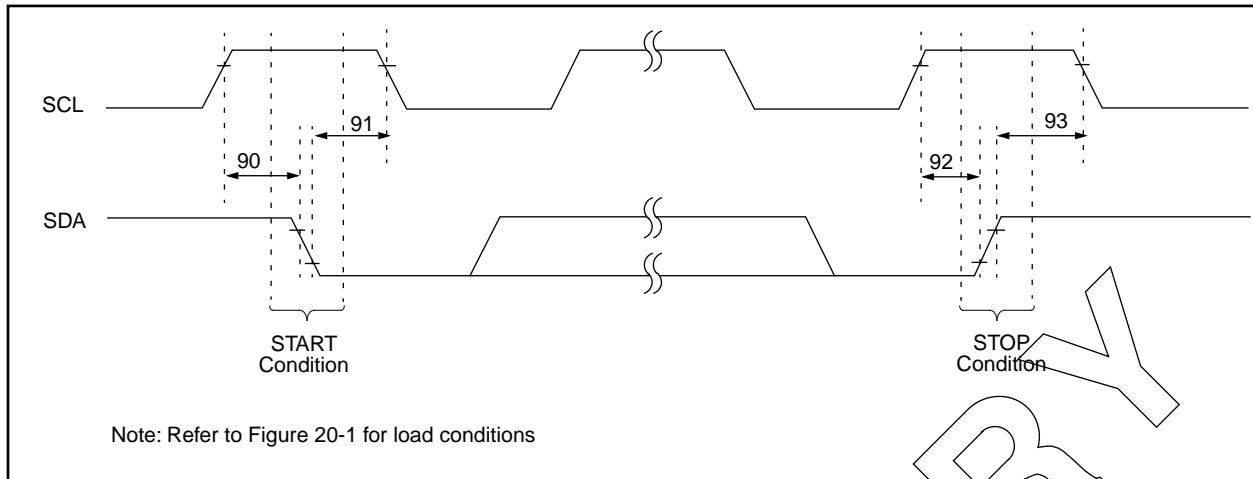 SCL
91
93
90
92
SDA
START
Condition
STOP
Condition
Note: Refer to Figure 20-1 for load conditions
R Y